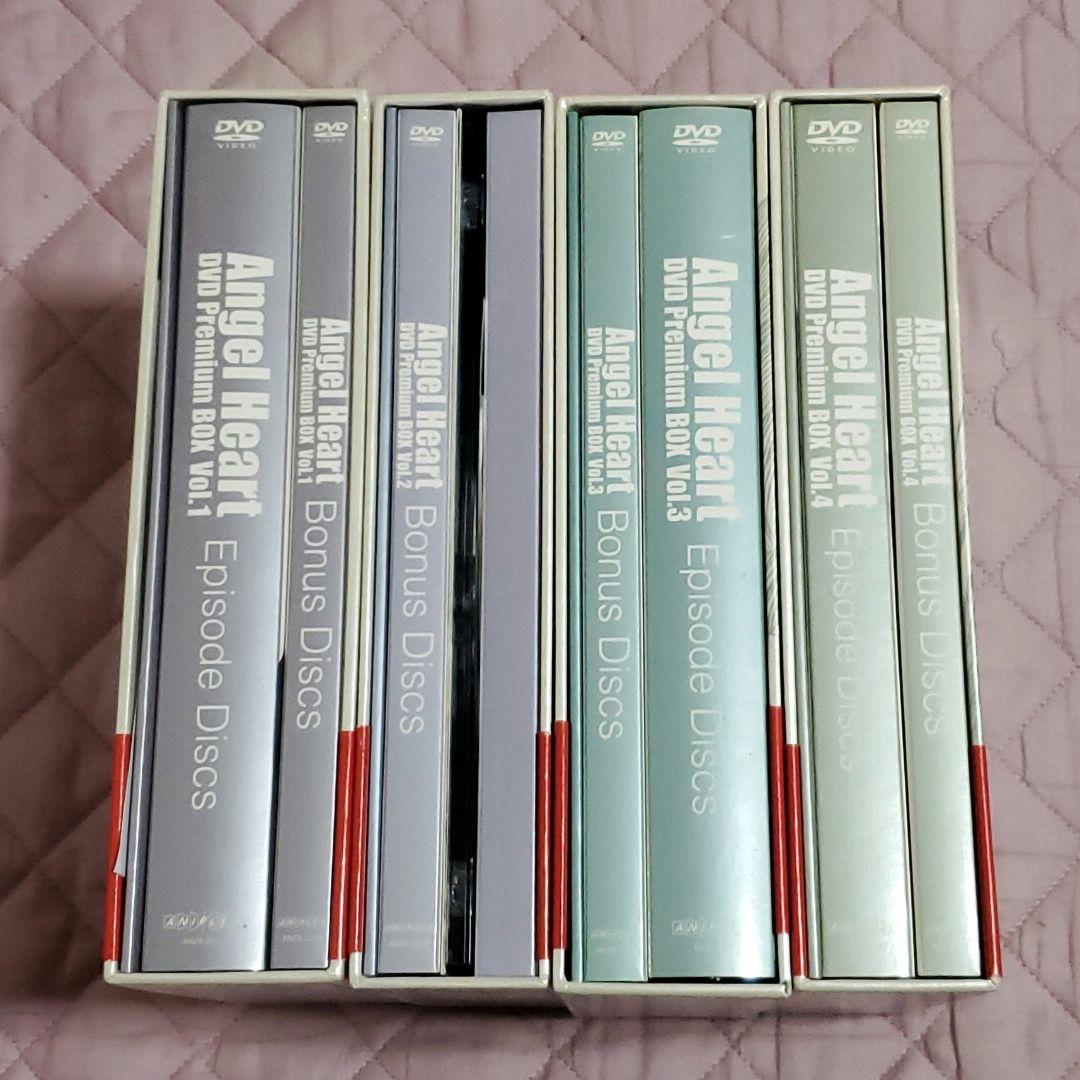 DVD
VIDEO
Angel Heart
DVD Premium BOX Vol.1
Episode Discs
DVD
VIDEO
Angel Heart
DVD Premium BOX Vol.1
Bonus Discs
DVD
VIDEO
Angel Heart
DVD Premium BOX Vol.2
Bonus Discs
DVD
VIDEO
Angel Heart
DVD Premium BOX Vol.3
Bonus Discs
DVD
VIDEO
Angel Heart
DVD Premium BOX Vol.3
Episode Discs
DVD
VIDEO
Angel Heart
DVD Premium BOX Vol.4
Episode Discs
DVD
VIDEO
Angel Heart
DVD Premium BOX Vol.4
Bonus Discs